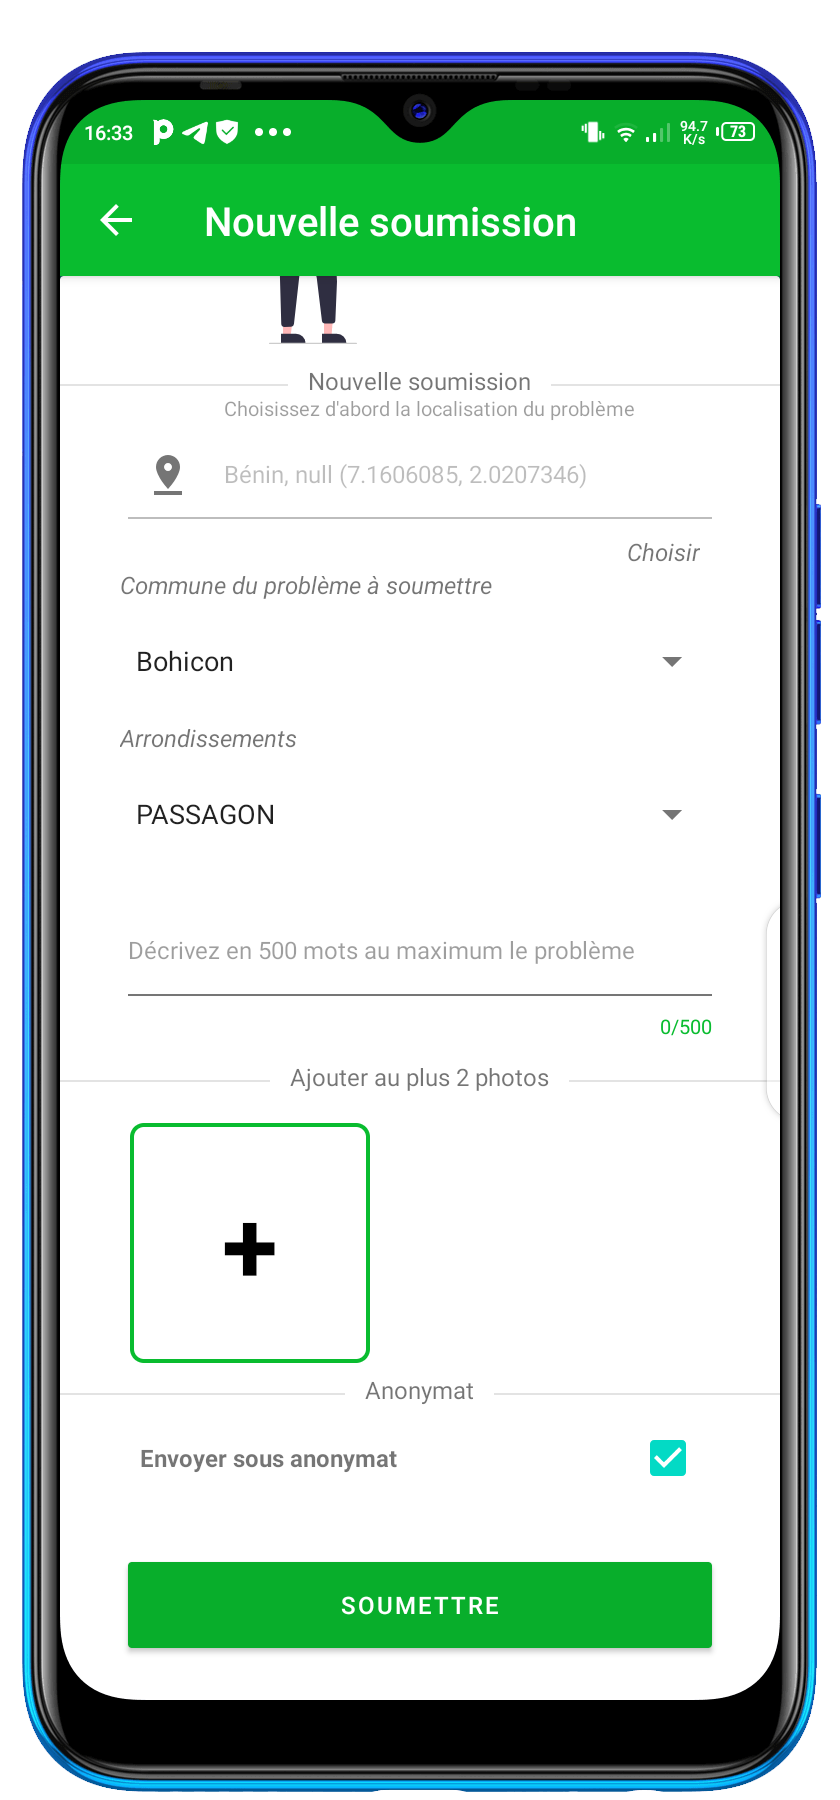 16:33
94.7
K/s
73
Nouvelle soumission
Nouvelle soumission
Choisissez d'abord la localisation du problème
Bénin, null (7.1606085, 2.0207346)
Choisir
Commune du problème à soumettre
Bohicon
Arrondissements
PASSAGON
Décrivez en 500 mots au maximum le problème
0/500
Ajouter au plus 2 photos
Anonymat
Envoyer sous anonymat
SOUMETTRE